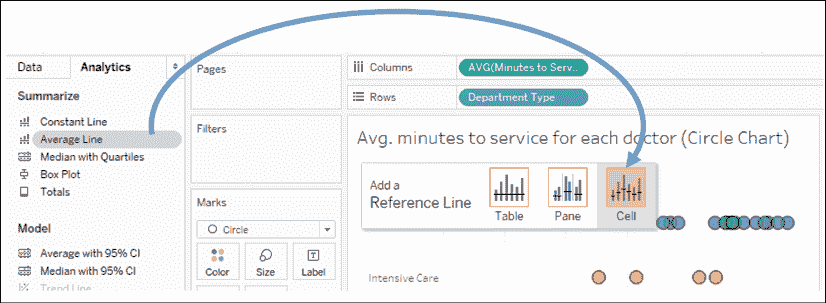 Data
Analytics
Pages
Columns
AVG(Minutes to Serv..
Rows
Department Type
Summarize
Constant Line
Average Line
Median with Quartiles
Box Plot
Totals
Filters
Marks
Circle
Color
Size
Label
Model
Average with 95% CI
Median with 95% CI
Trend Line
Avg. minutes to service for each doctor (Circle Chart)
Add a
Reference Line
Table
Pane
Cell
Intensive Care